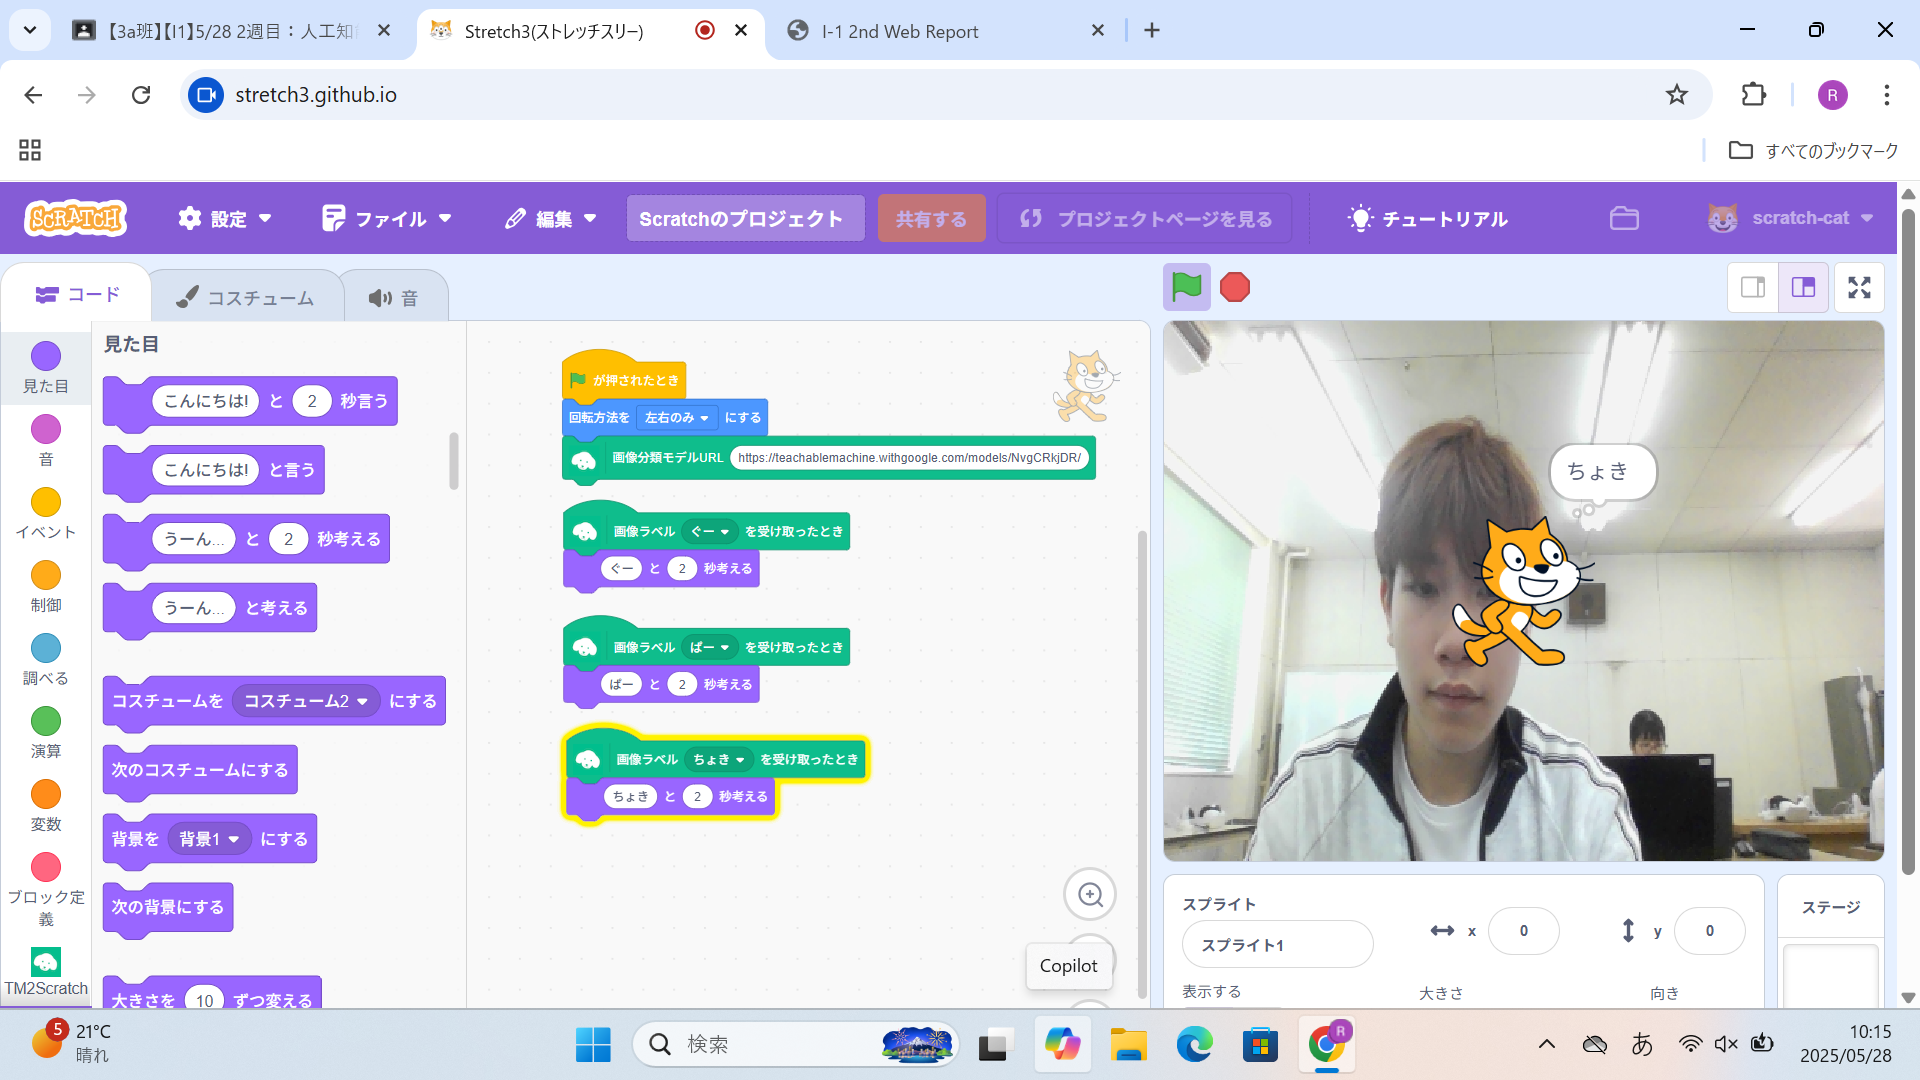 【3a班】【I1】5/28 2週目：人工知
Stretch3(ストレッチスリー)
I-1 2nd Web Report
stretch3.github.io
R
すべてのブックマーク
SCRATCH
設定
ファイル
編集
Scratchのプロジェクト
共有する
プロジェクトページを見る
チュートリアル
scratch-cat
コード
コスチューム
音
見た目
音
イベント
制御
調べる
演算
変数
ブロック定
義
TM2Scratch
見た目
こんにちは! と 2 秒言う
こんにちは! と言う
うーん... と 2 秒考える
うーん... と考える
コスチュームを コスチューム2 にする
次のコスチュームにする
背景を 背景1 にする
次の背景にする
大きさを 10 ずつ変える
が押されたとき
回転方法を 左右のみ にする
画像分類モデルURL https://teachablemachine.withgoogle.com/models/NvgCRkjDR/
画像ラベル ぐー を受け取ったとき
ぐー と 2 秒考える
画像ラベル ぱー を受け取ったとき
ぱー と 2 秒考える
画像ラベル ちょき を受け取ったとき
ちょき と 2 秒考える
Copilot
ちょき
スプライト
スプライト1
x 0
y 0
表示する
大きさ
向き
ステージ
5
21°C
晴れ
検索
R
あ
10:15
2025/05/28